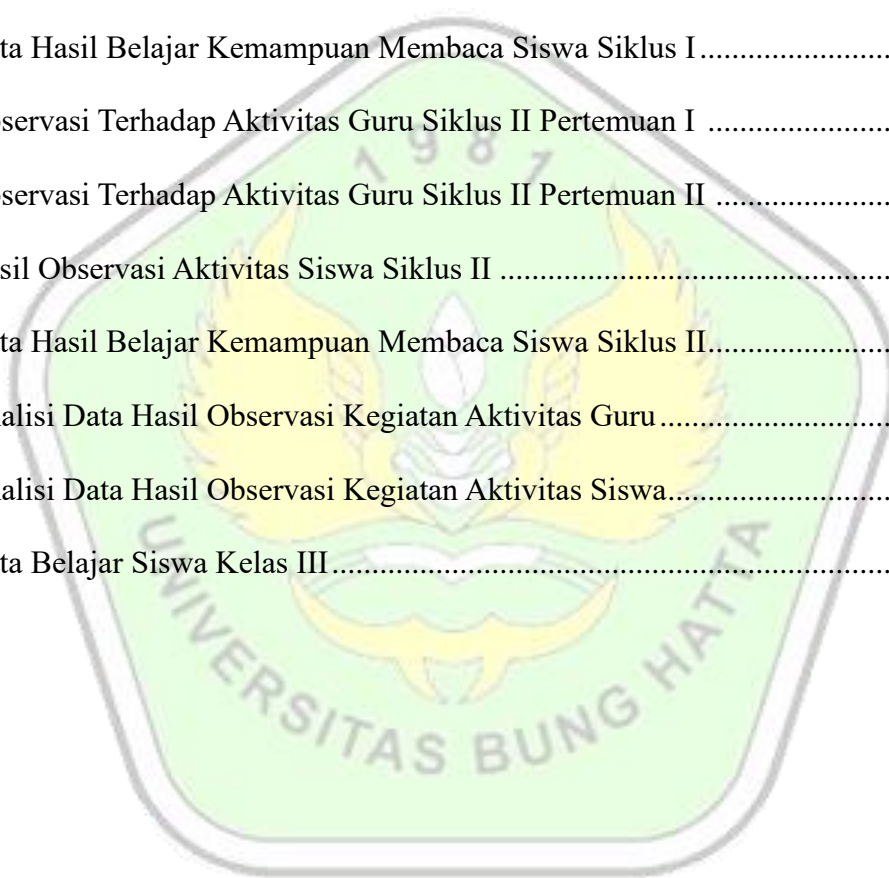 ta Hasil Belajar Kemampuan Membaca Siswa Siklus I........................
servasi Terhadap Aktivitas Guru Siklus II Pertemuan I ......................
servasi Terhadap Aktivitas Guru Siklus II Pertemuan II .....................
sil Observasi Aktivitas Siswa Siklus II ...............................................
ta Hasil Belajar Kemampuan Membaca Siswa Siklus II......................
alisi Data Hasil Observasi Kegiatan Aktivitas Guru............................
alisi Data Hasil Observasi Kegiatan Aktivitas Siswa...........................
ta Belajar Siswa Kelas III....................................................................
1981
UNIVERSITAS BUNG HATTA